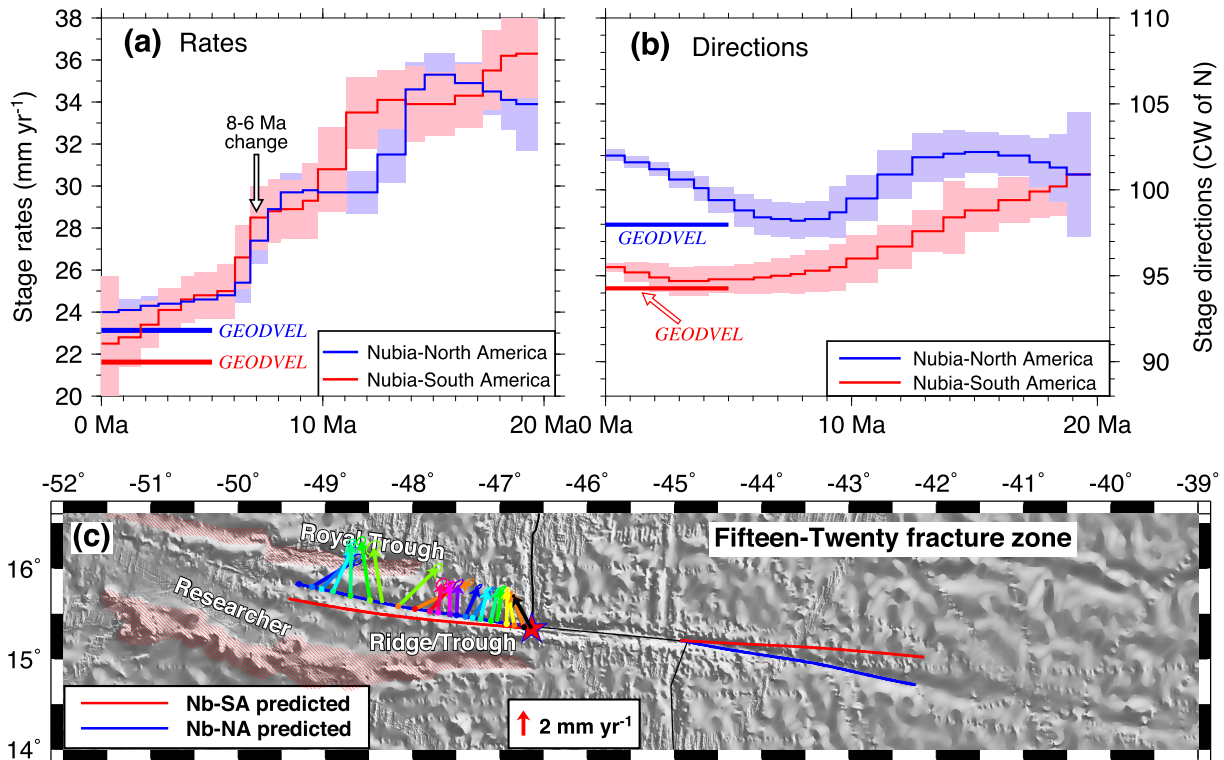 (a) Rates
Stage rates (mm yr-1)
38
36
34
32
30
28
26
24
22
20
8-6 Ma
change
GEODVEL
GEODVEL
Nubia-North America
Nubia-South America
0 Ma
10 Ma
20 Ma
(b) Directions
Stage directions (CW of N)
110
105
100
95
90
GEODVEL
GEODVEL
Nubia-North America
Nubia-South America
0 Ma
10 Ma
20 Ma
-52˚ -51˚ -50˚ -49˚ -48˚ -47˚ -46˚ -45˚ -44˚ -43˚ -42˚ -41˚ -40˚ -39˚
(c)
16˚
15˚
14˚
Royal Trough
Fifteen-Twenty fracture zone
Researcher
Ridge/Trough
Nb-SA predicted
Nb-NA predicted
2 mm yr-1